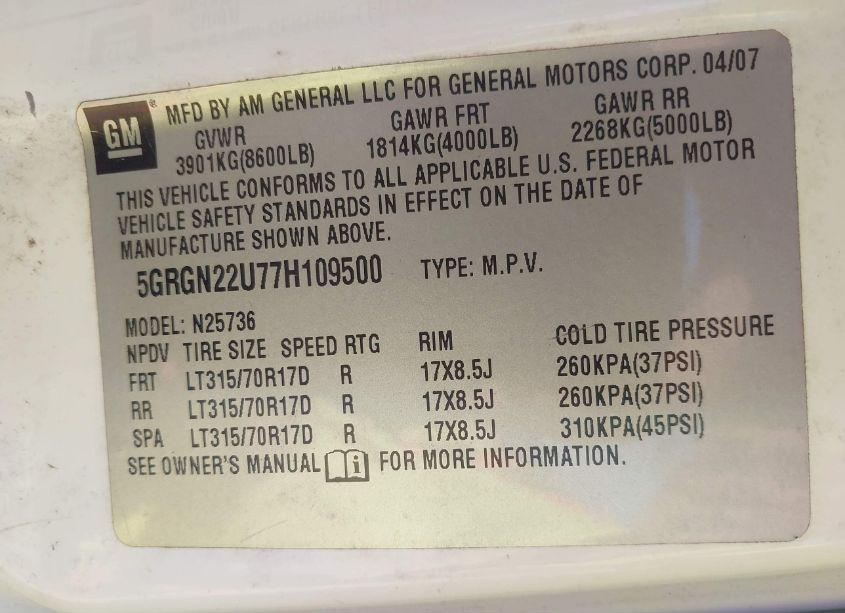 GM
MFD BY AM GENERAL LLC FOR GENERAL MOTORS CORP. 04/07
GVWR GAWR FRT GAWR RR
3901KG(8600LB) 1814KG(4000LB) 2268KG(5000LB)
THIS VEHICLE CONFORMS TO ALL APPLICABLE U.S. FEDERAL MOTOR
VEHICLE SAFETY STANDARDS IN EFFECT ON THE DATE OF
MANUFACTURE SHOWN ABOVE.
5GRGN22U77H109500 TYPE: M.P.V.
MODEL: N25736
NPDV TIRE SIZE SPEED RTG RIM COLD TIRE PRESSURE
FRT LT315/70R17D R 17X8.5J 260KPA(37PSI)
RR LT315/70R17D R 17X8.5J 260KPA(37PSI)
SPA LT315/70R17D R 17X8.5J 310KPA(45PSI)
SEE OWNER'S MANUAL i FOR MORE INFORMATION.